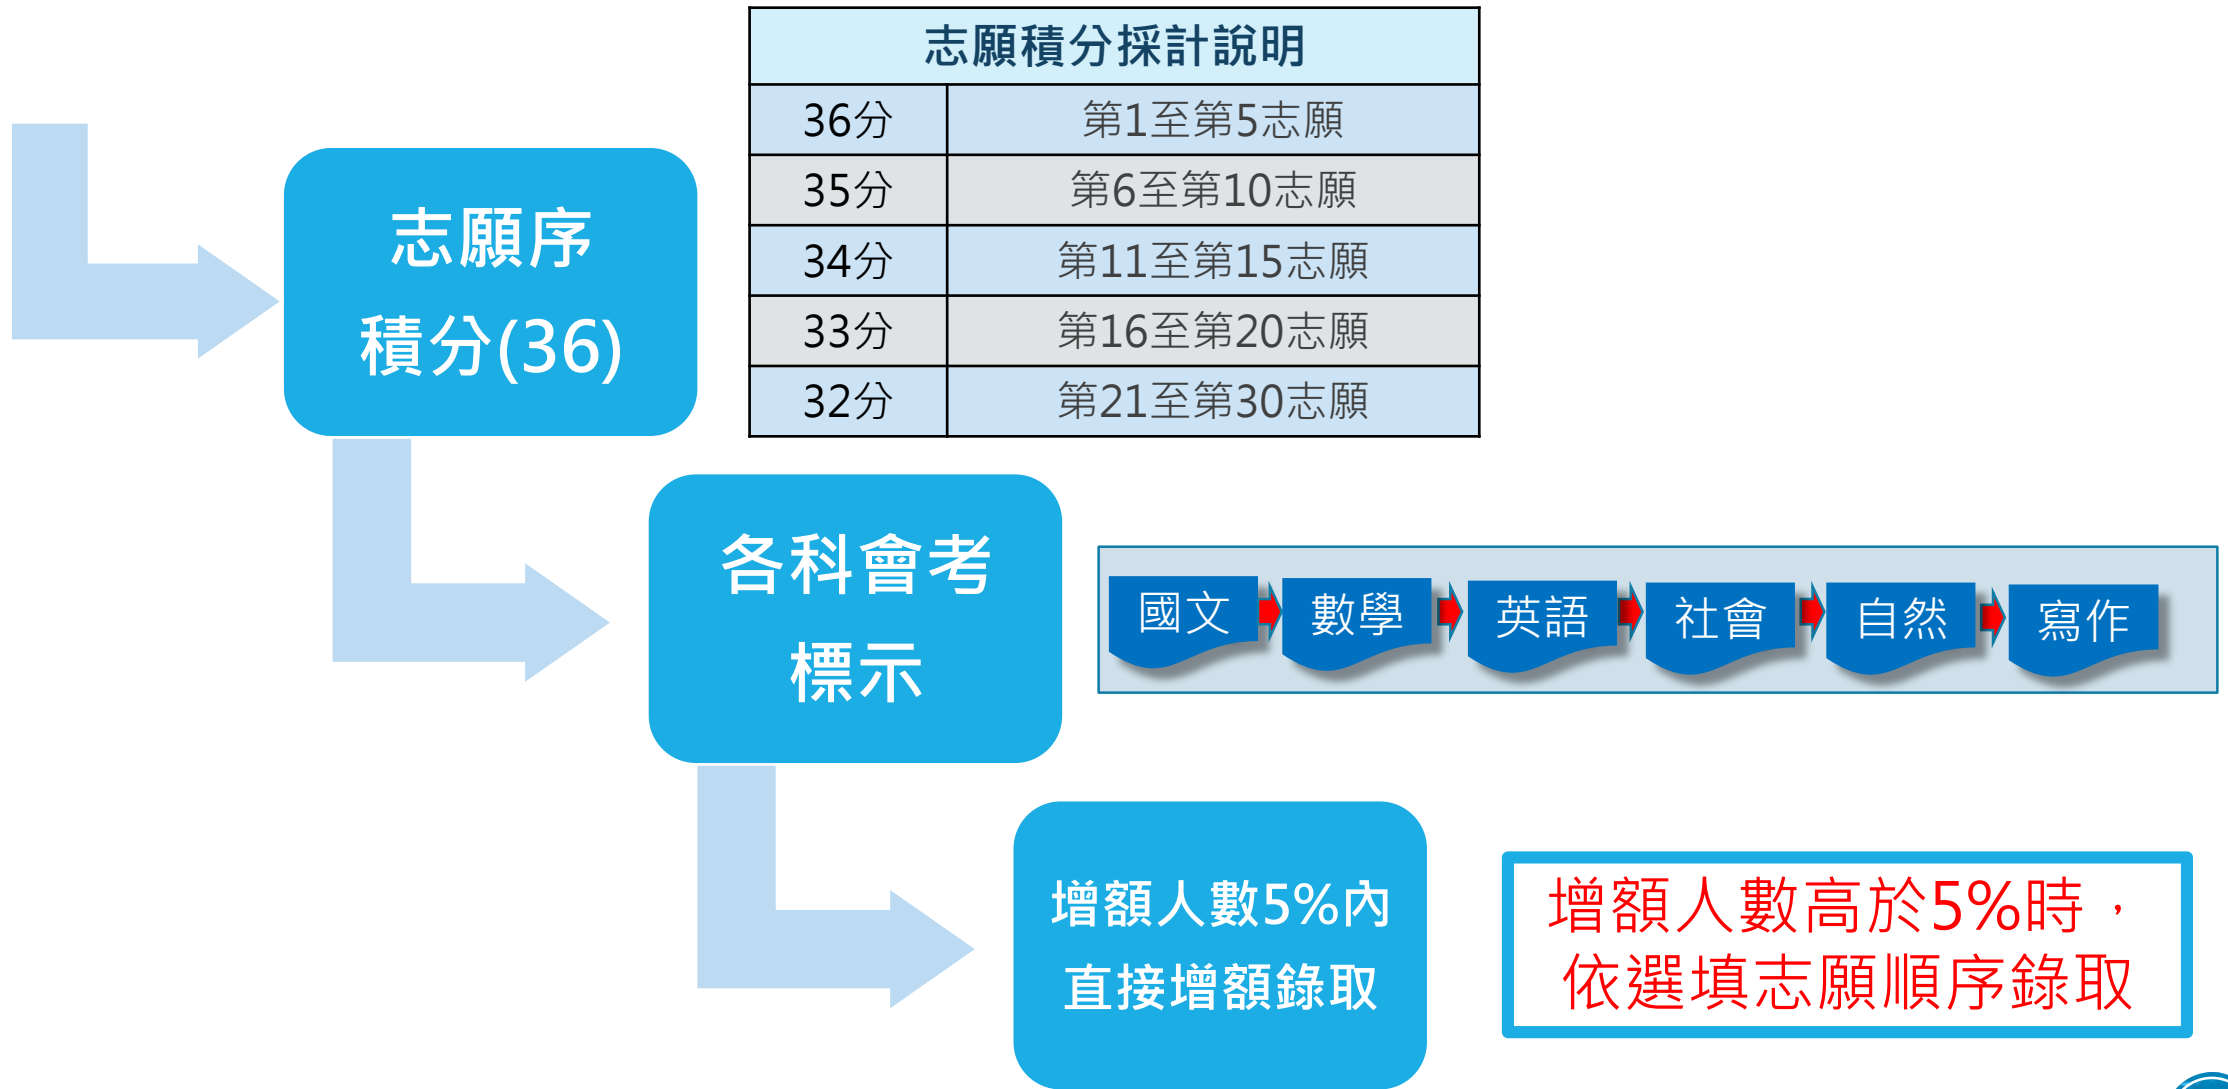 志願積分採計說明
36分 第1至第5志願
35分 第6至第10志願
34分 第11至第15志願
33分 第16至第20志願
32分 第21至第30志願
志願序
積分(36)
各科會考
標示
國文 數學 英語 社會 自然 寫作
增額人數5%內
直接增額錄取
增額人數高於5%時，
依選填志願順序錄取